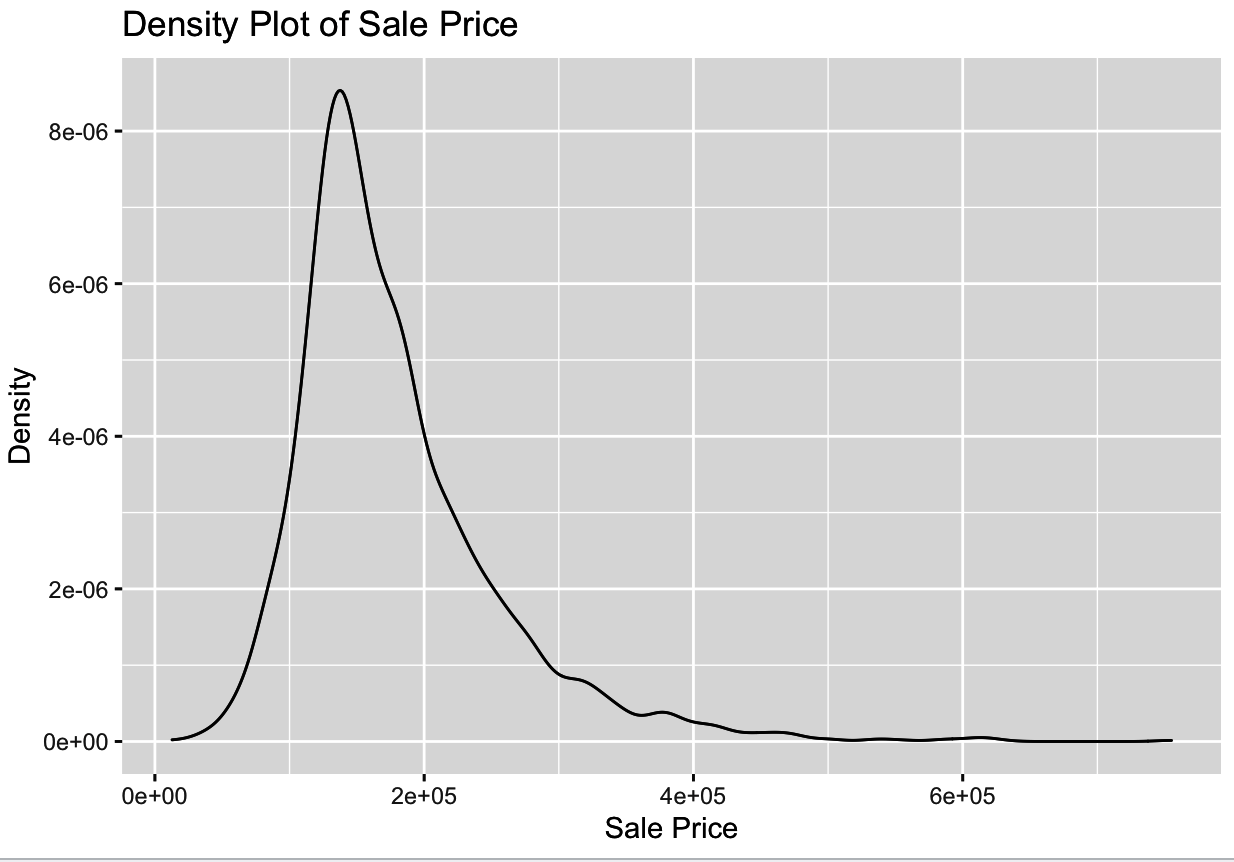 Density Plot of Sale Price
8e-06
6e-06
4e-06
2e-06
0e+00
Density
0e+00 2e+05 4e+05 6e+05
Sale Price